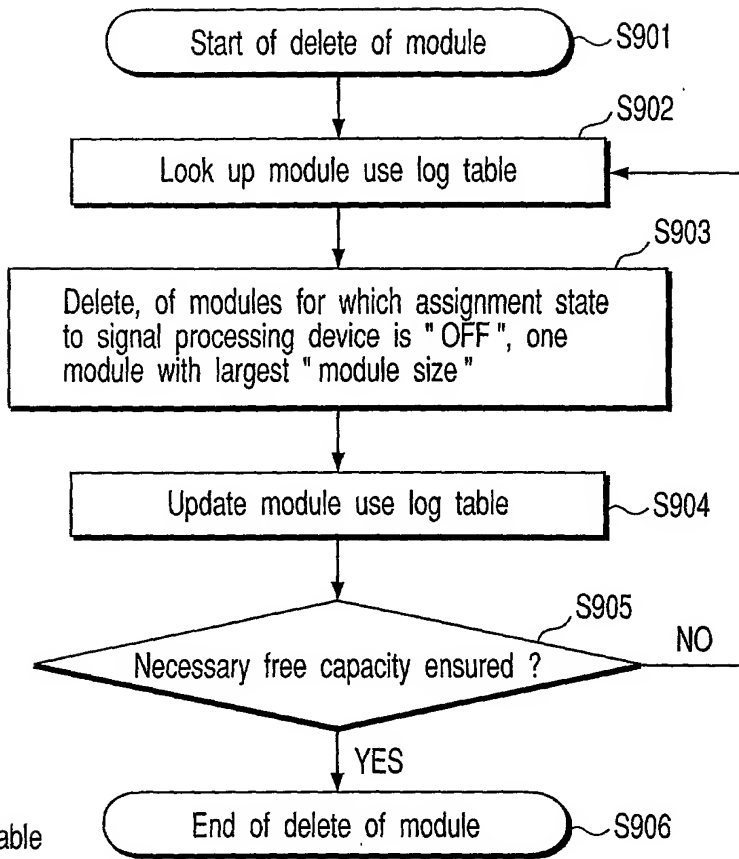 Start of delete of module
S901
S902
Look up module use log table
S903
Delete, of modules for which assignment state
to signal processing device is "OFF", one
module with largest "module size"
Update module use log table
S904
S905
Necessary free capacity ensured ?
NO
YES
End of delete of module
S906
able